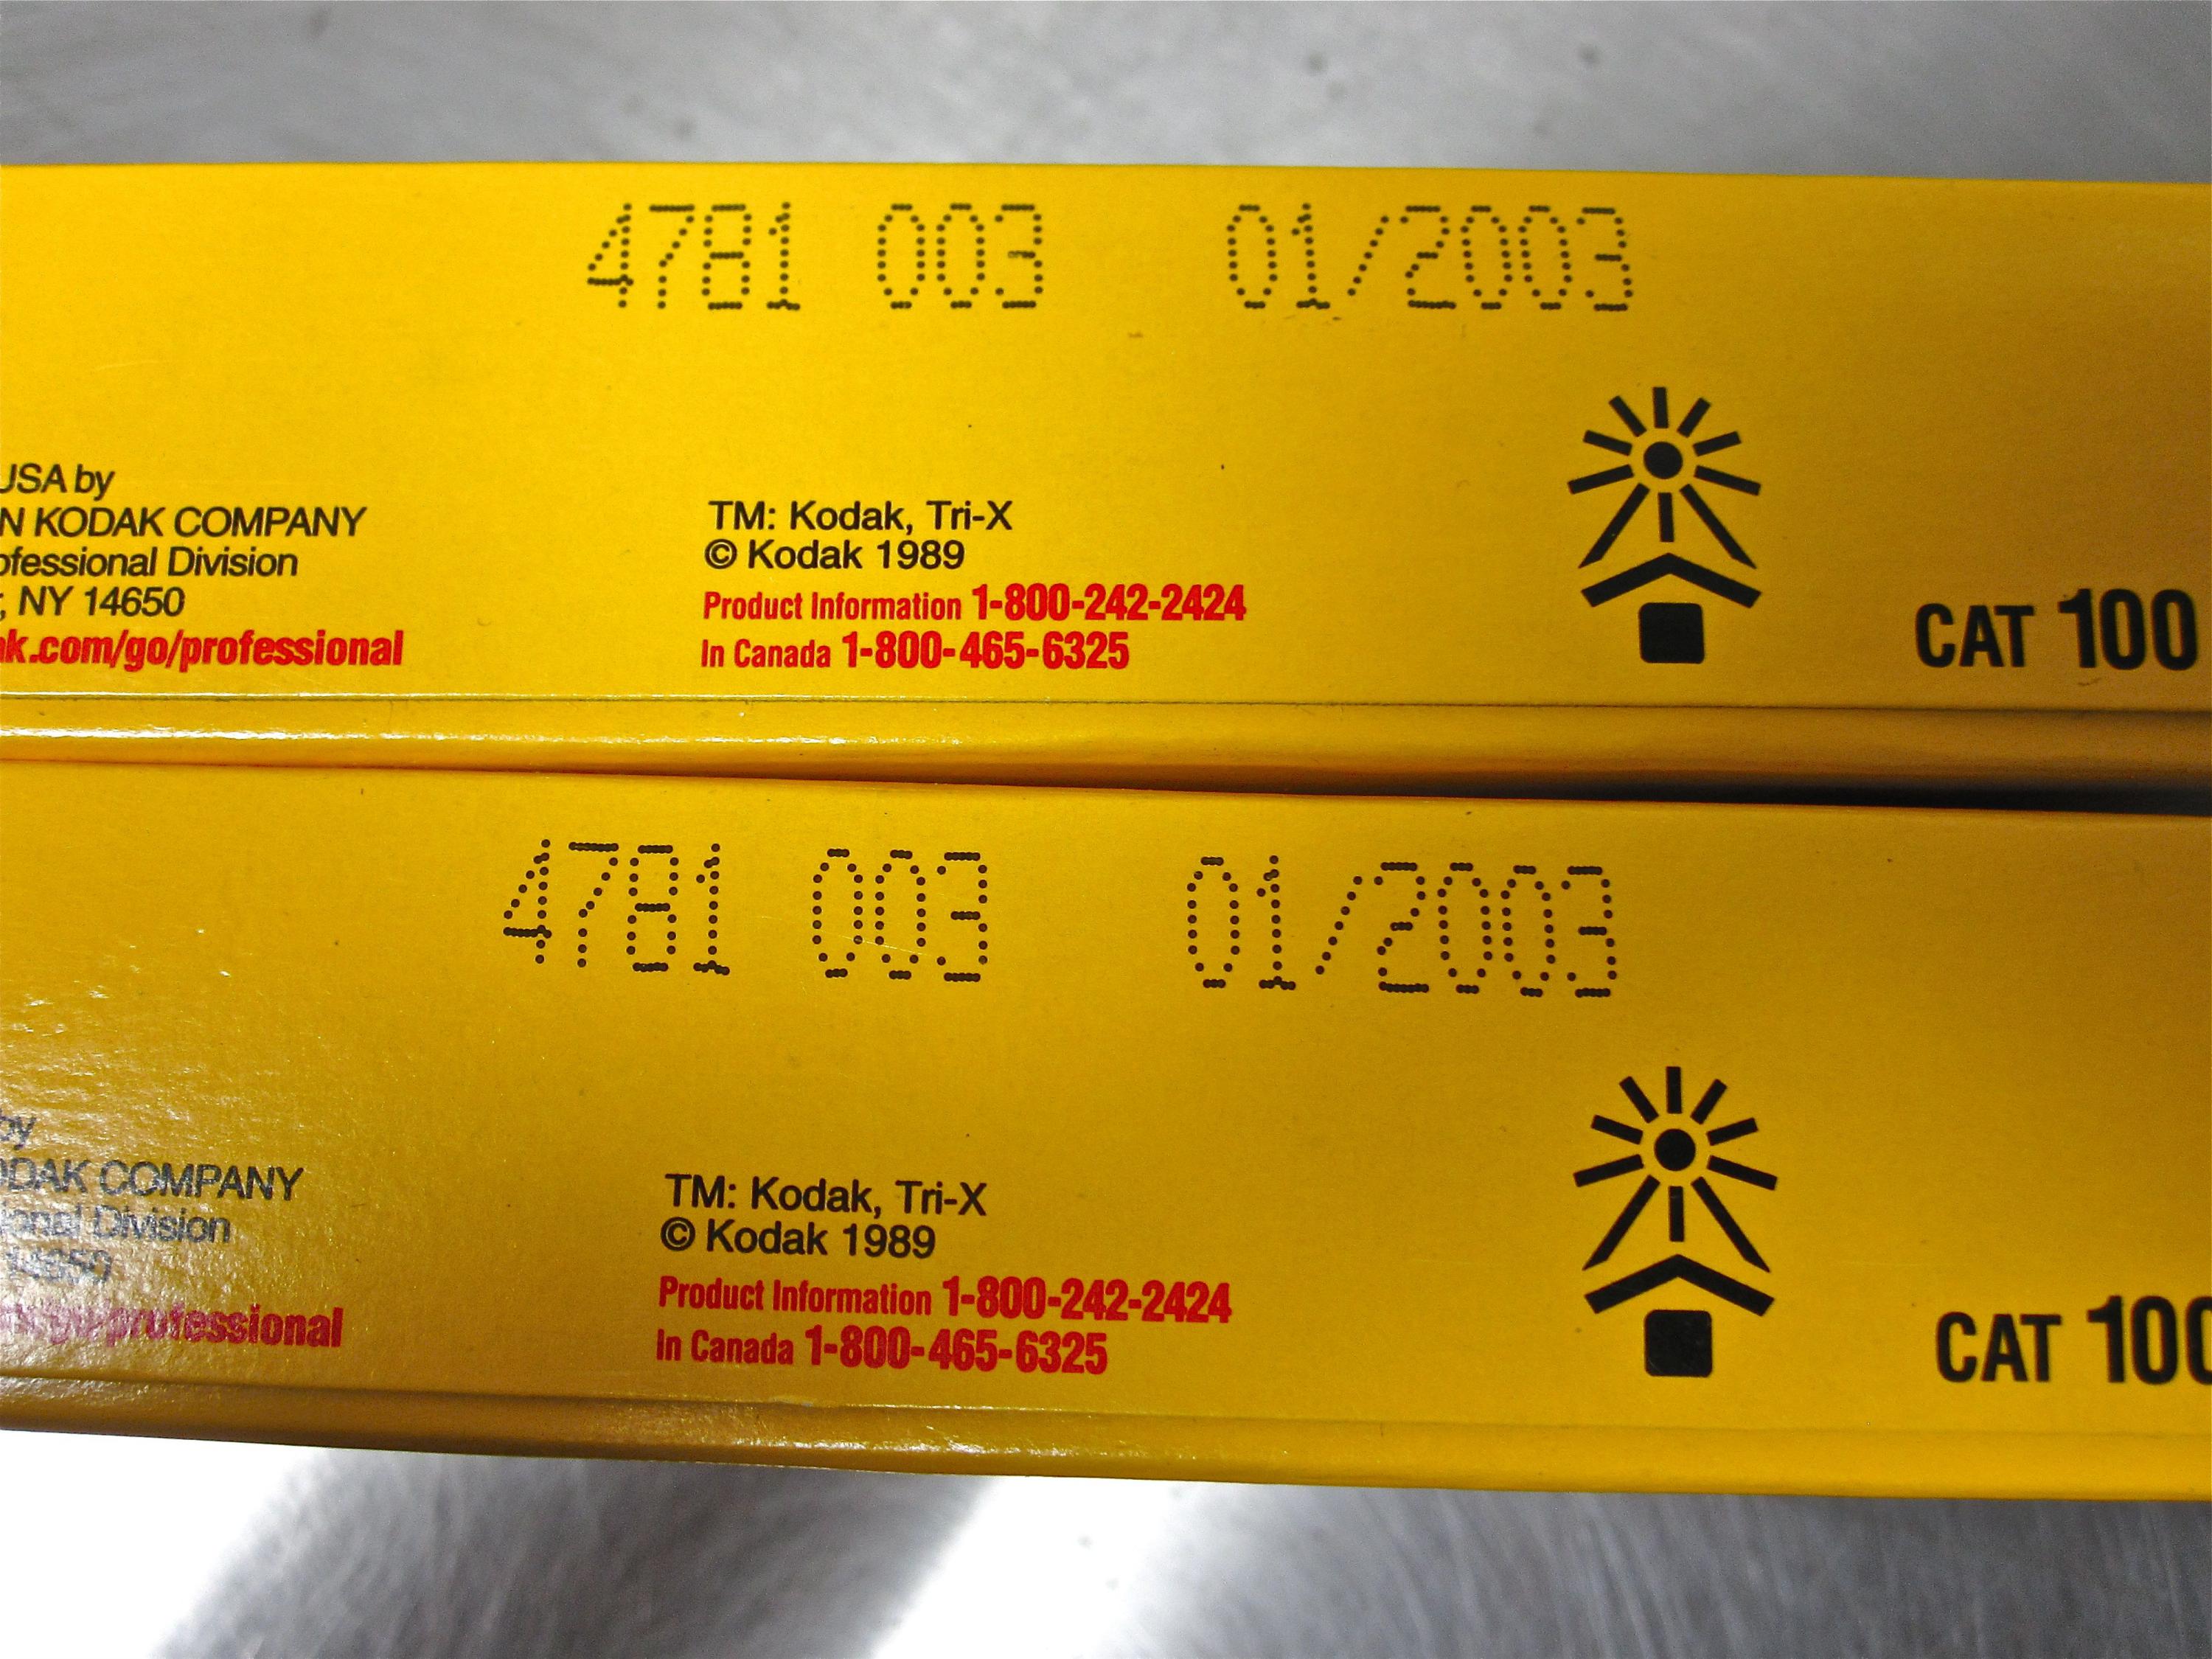 4781 003 01/2003
USA by
N KODAK COMPANY
ofessional Division
, NY 14650
ak.com/go/professional
TM: Kodak, Tri-X
© Kodak 1989
Product Information 1-800-242-2424
In Canada 1-800-465-6325
CAT 100
4781 003 01/2003
by
ODAK COMPANY
ional Division
14650
professional
TM: Kodak, Tri-X
© Kodak 1989
Product Information 1-800-242-2424
In Canada 1-800-465-6325
CAT 100